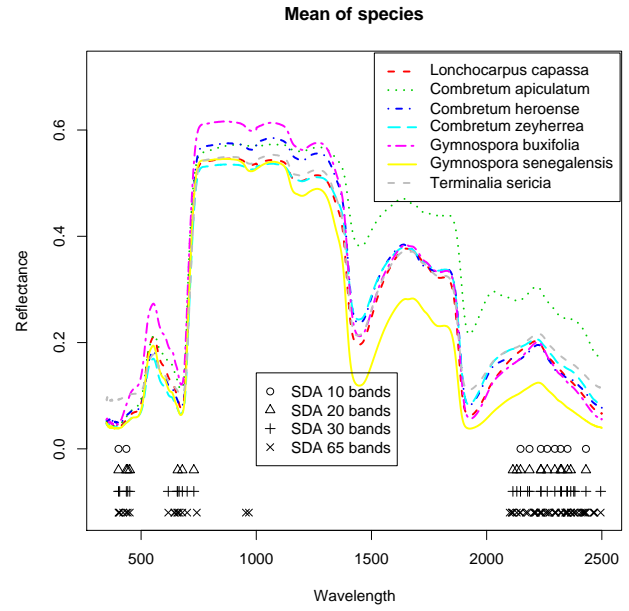 Mean of species
Lonchocarpus capassa
Combretum apiculatum
Combretum heroense
Combretum zeyherrea
Gymnospora buxifolia
Gymnospora senegalensis
Terminalia sericia
Reflectance
0.6
0.4
0.2
0.0
SDA 10 bands
SDA 20 bands
SDA 30 bands
SDA 65 bands
500 1000 1500 2000 2500
Wavelength